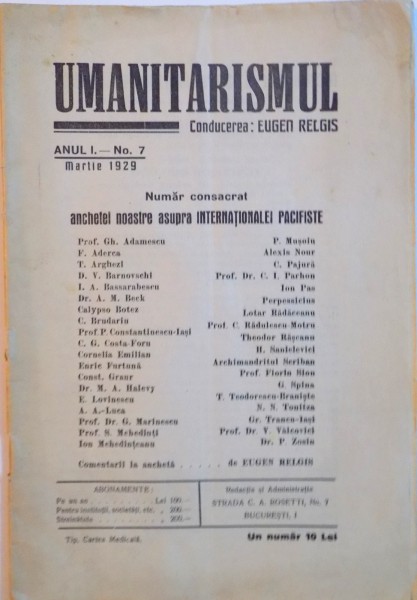 UMANITARISMUL
Conducerea: EUGEN RELGIS
ANUL I. — No. 7
Martie 1929
Număr consacrat
anchetei noastre asupra INTERNAȚIONALEI PACIFISTE
Prof. Gh. Adamescu
F. Aderca
T. Arghezi
D. V. Barnovschi
I. A. Bassarabescu
Dr. A. M. Beck
Calypso Botez
C. Brudariu
Prof P. Constantinescu-Iași
C. G. Costa-Foru
Cornelia Emilian
Enric Furtună
Const. Graur
Dr. M. A. Halevy
E. Lovinescu
A. A.-Luca
Prof. Dr. G. Marinescu
Prof. S. Mehedinți
Ion Mehedințeanu
P. Mușoiu
Alexis Nour
C. Pajură
Prof. Dr. C. I. Parhon
Ion Pas
Perpessicius
Lotar Rădăceanu
Prof. C. Rădulescu-Motru
Theodor Râșcanu
H. Sanielevici
Archimandritul Scriban
Prof. Florin Sion
G. Spina
T. Teodorescu-Braniște
N. N. Tonitza
Gr. Trancu-Iași
Prof. Dr. V. Vâlcovici
Dr. P. Zosin
Comentarii la anchetă . . . . . de EUGEN RELGIS
ABONAMENTE:
Pe un an . . . . . Lei 100.—
Pentru instituții, societăți, etc. „ 200.—
Străinătate . . . . . „ 200.—
Redacția și Administrația
STRADA C. A. ROSETTI, No. 7
BUCUREȘTI, I
Tip. Cartea Medicală.
Un număr 10 Lei